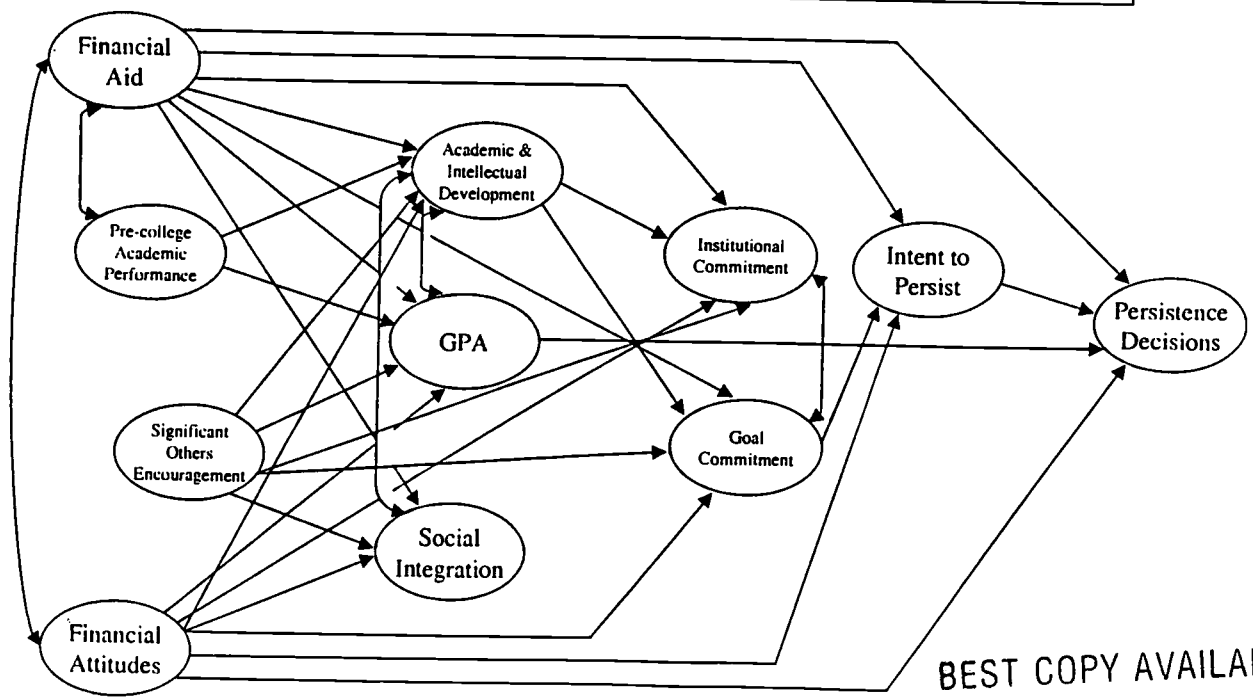 Financial
Aid
Academic &
Intellectual
Development
Pre-college
Academic
Performance
Institutional
Commitment
Intent to
Persist
Persistence
Decisions
GPA
Significant
Others
Encouragement
Goal
Commitment
Social
Integration
Financial
Attitudes
BEST COPY AVAILA